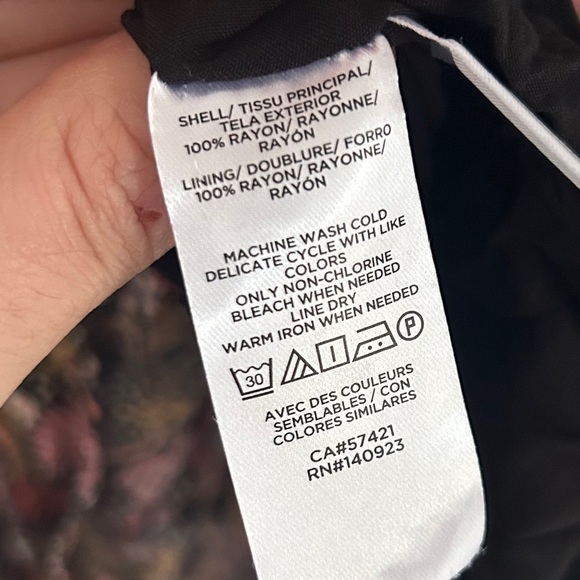 SHELL/ TISSU PRINCIPAL/
TELA EXTERIOR
100% RAYON/ RAYONNE/
RAYÓN
LINING/ DOUBLURE/ FORRO
100% RAYON/ RAYONNE/
RAYÓN
MACHINE WASH COLD
DELICATE CYCLE WITH LIKE
COLORS
ONLY NON-CHLORINE
BLEACH WHEN NEEDED
LINE DRY
WARM IRON WHEN NEEDED
30 P
AVEC DES COULEURS
SEMBLABLES / CON
COLORES SIMILARES
CA#57421
RN#140923